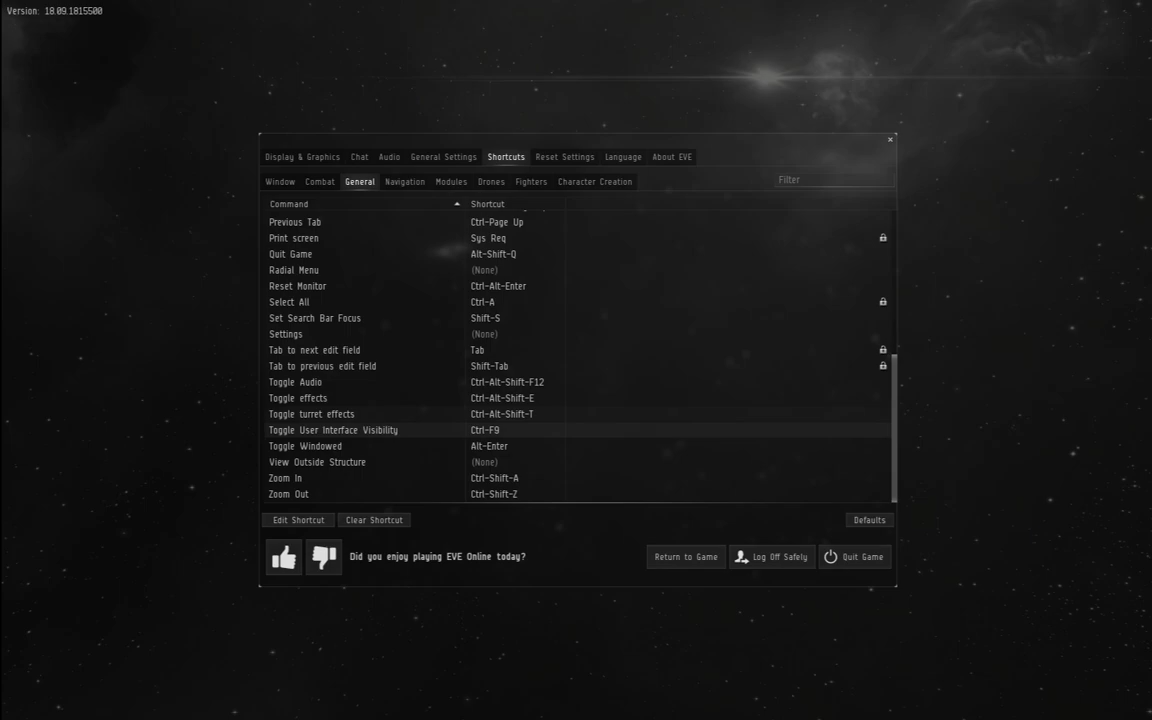 Version: 18.09.1815500
Display & Graphics Chat Audio General Settings Shortcuts Reset Settings Language About EVE
Window Combat General Navigation Modules Drones Fighters Character Creation Filter
Command Shortcut
Previous Tab Ctrl-Page Up
Print screen Sys Req
Quit Game Alt-Shift-Q
Radial Menu (None)
Reset Monitor Ctrl-Alt-Enter
Select All Ctrl-A
Set Search Bar Focus Shift-S
Settings (None)
Tab to next edit field Tab
Tab to previous edit field Shift-Tab
Toggle Audio Ctrl-Alt-Shift-F12
Toggle effects Ctrl-Alt-Shift-E
Toggle turret effects Ctrl-Alt-Shift-T
Toggle User Interface Visibility Ctrl-F9
Toggle Windowed Alt-Enter
View Outside Structure (None)
Zoom In Ctrl-Shift-A
Zoom Out Ctrl-Shift-Z
Edit Shortcut Clear Shortcut Defaults
Did you enjoy playing EVE Online today? Return to Game Log Off Safely Quit Game